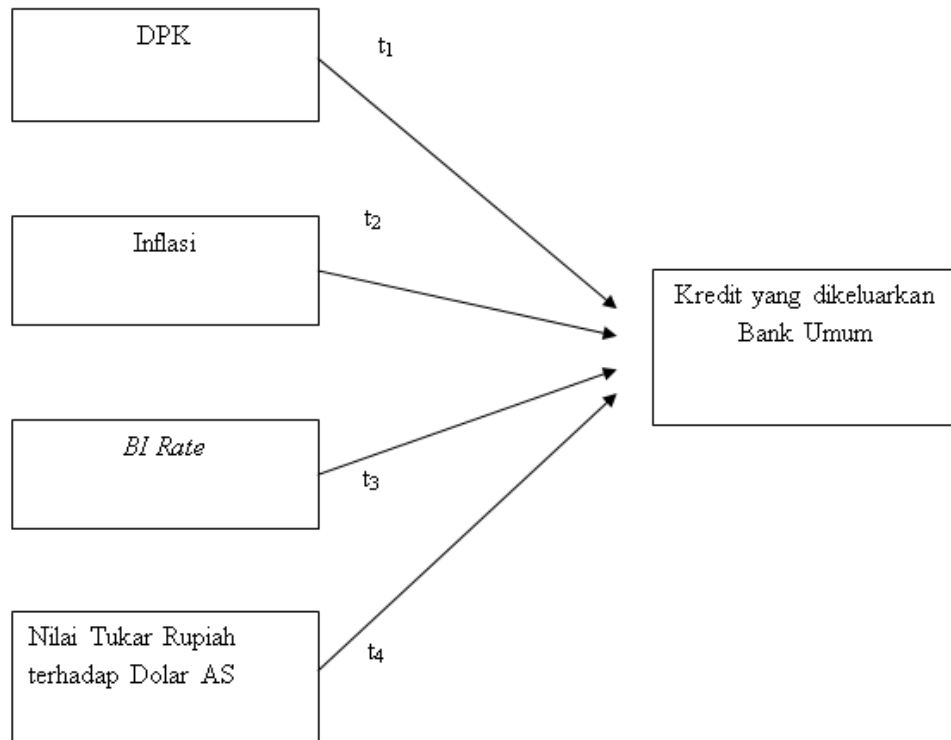 DPK
t1
Inflasi
t2
Kredit yang dikeluarkan
Bank Umum
BI Rate
t3
Nilai Tukar Rupiah
terhadap Dolar AS
t4